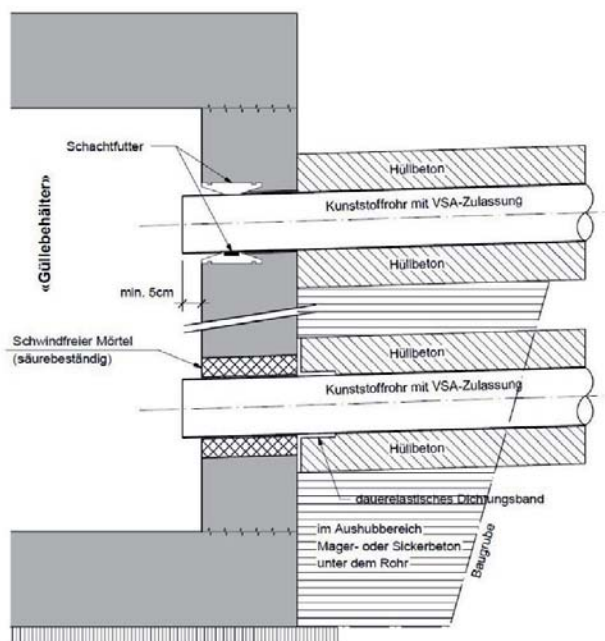 Schachtfutter
Hüllbeton
Kunststoffrohr mit VSA-Zulassung
«Güllebehälter»
Hüllbeton
min. 5cm
Schwindfreier Mörtel
(säurebeständig)
Hüllbeton
Kunststoffrohr mit VSA-Zulassung
Hüllbeton
dauerelastisches Dichtungsband
im Aushubbereich
Mager- oder Sickerbeton
unter dem Rohr
Baugrube